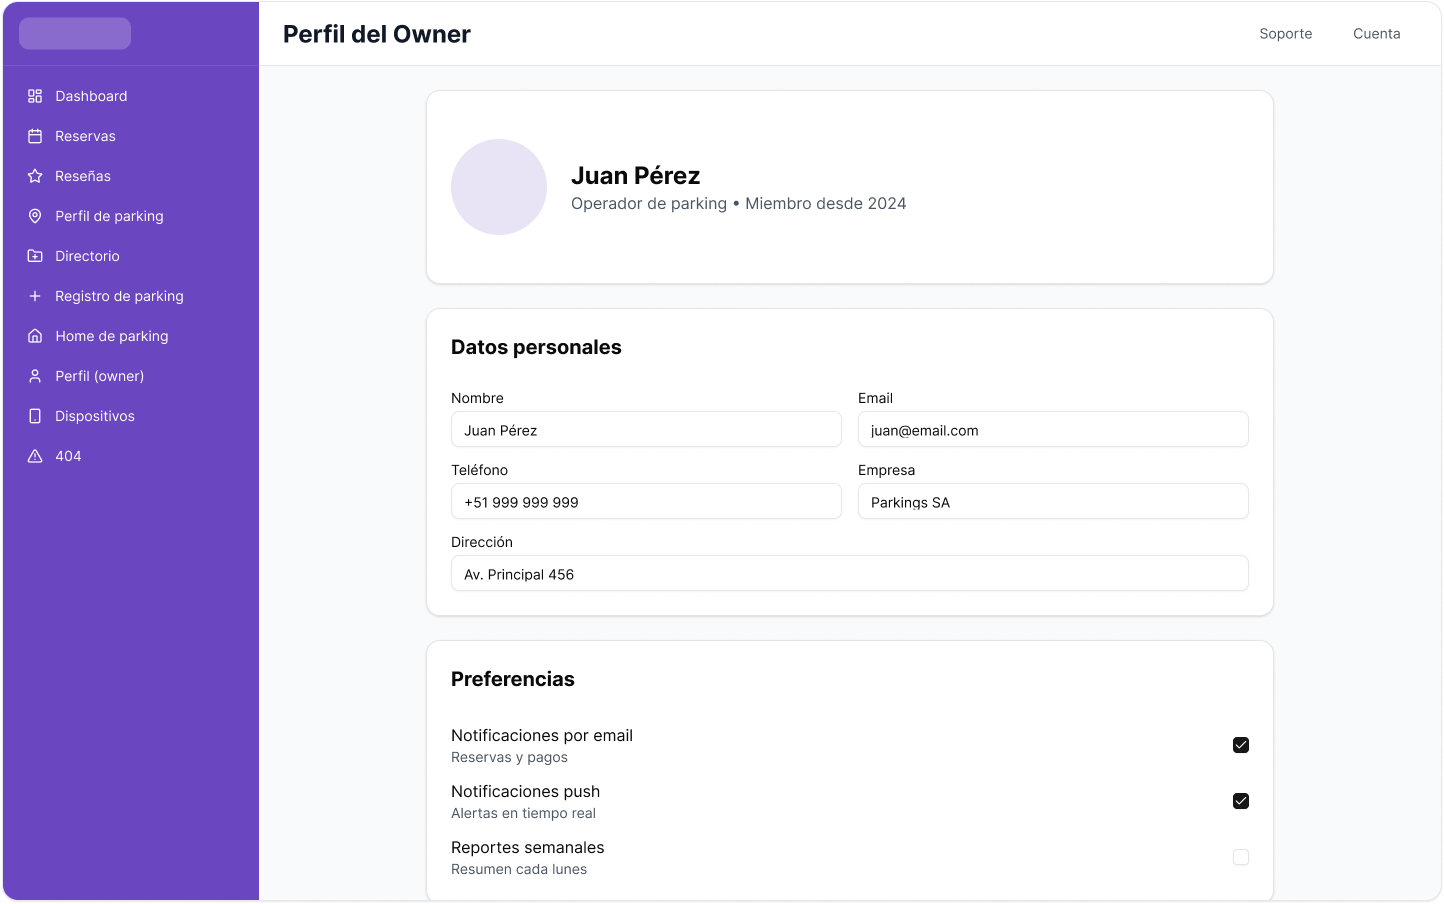 Perfil del Owner
Soporte
Cuenta
Dashboard
Reservas
Reseñas
Perfil de parking
Directorio
Registro de parking
Home de parking
Perfil (owner)
Dispositivos
404
Juan Pérez
Operador de parking • Miembro desde 2024
Datos personales
Nombre
Email
Juan Pérez
juan@email.com
Teléfono
Empresa
+51 999 999 999
Parkings SA
Dirección
Av. Principal 456
Preferencias
Notificaciones por email
Reservas y pagos
Notificaciones push
Alertas en tiempo real
Reportes semanales
Resumen cada lunes